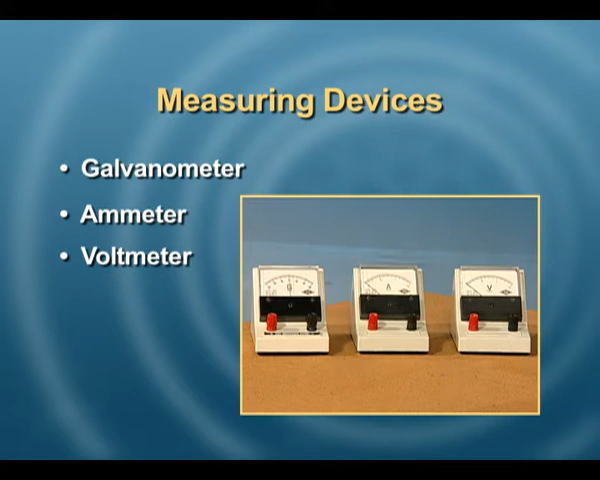 Measuring Devices
• Galvanometer
• Ammeter
• Voltmeter
G
A
V